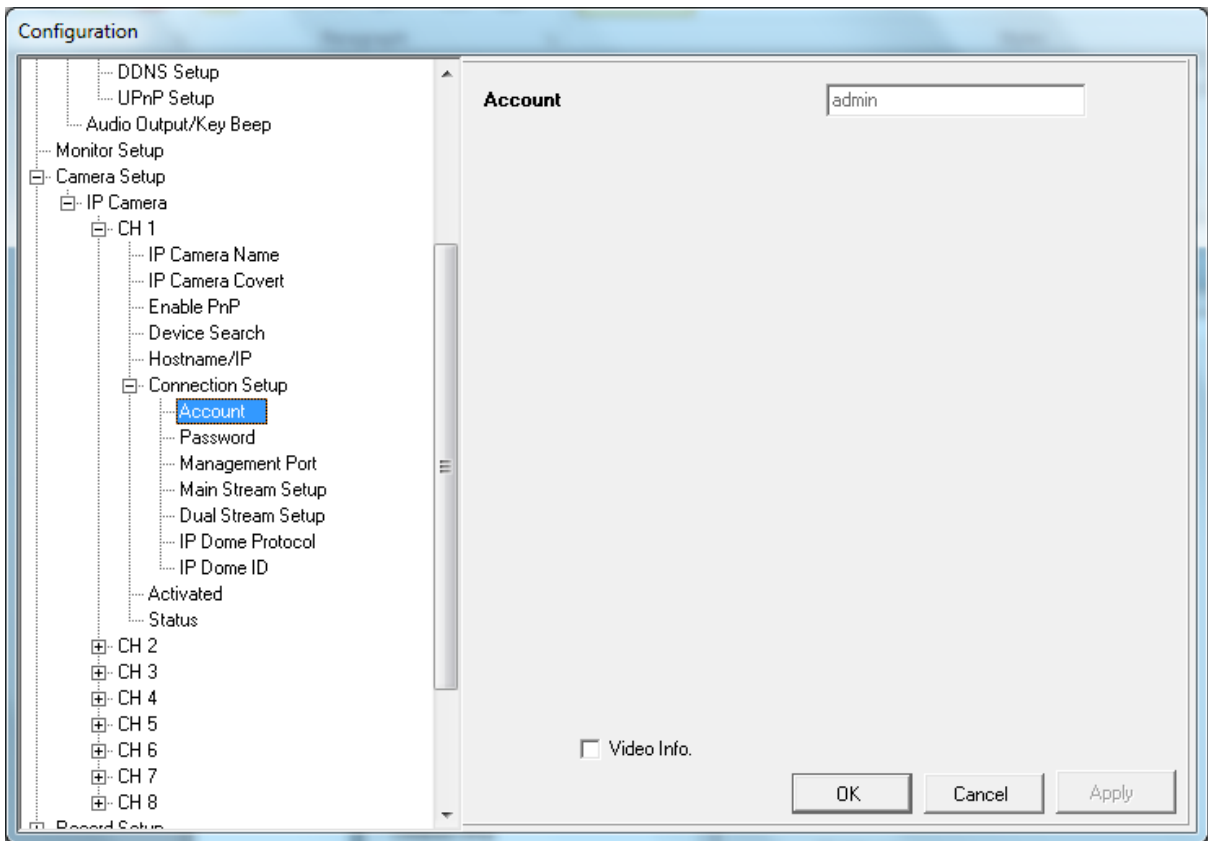 Configuration
DDNS Setup
UPnP Setup
Audio Output/Key Beep
Monitor Setup
Camera Setup
IP Camera
CH 1
IP Camera Name
IP Camera Covert
Enable PnP
Device Search
Hostname/IP
Connection Setup
Account
Password
Management Port
Main Stream Setup
Dual Stream Setup
IP Dome Protocol
IP Dome ID
Activated
Status
CH 2
CH 3
CH 4
CH 5
CH 6
CH 7
CH 8
Record Setup
Account admin
Video Info.
OK Cancel Apply